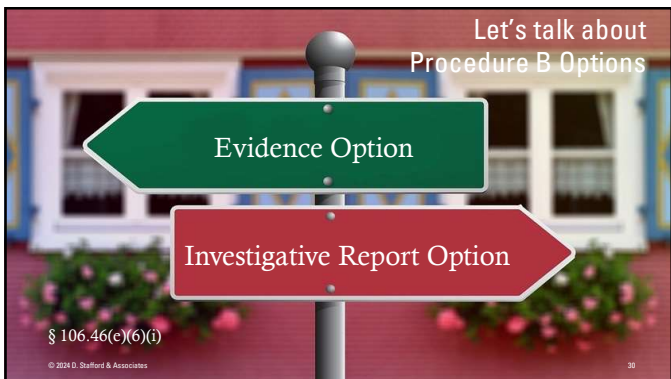 Let's talk about
Procedure B Options
Evidence Option
Investigative Report Option
§ 106.46(e)(6)(i)
© 2024 D. Stafford & Associates
30